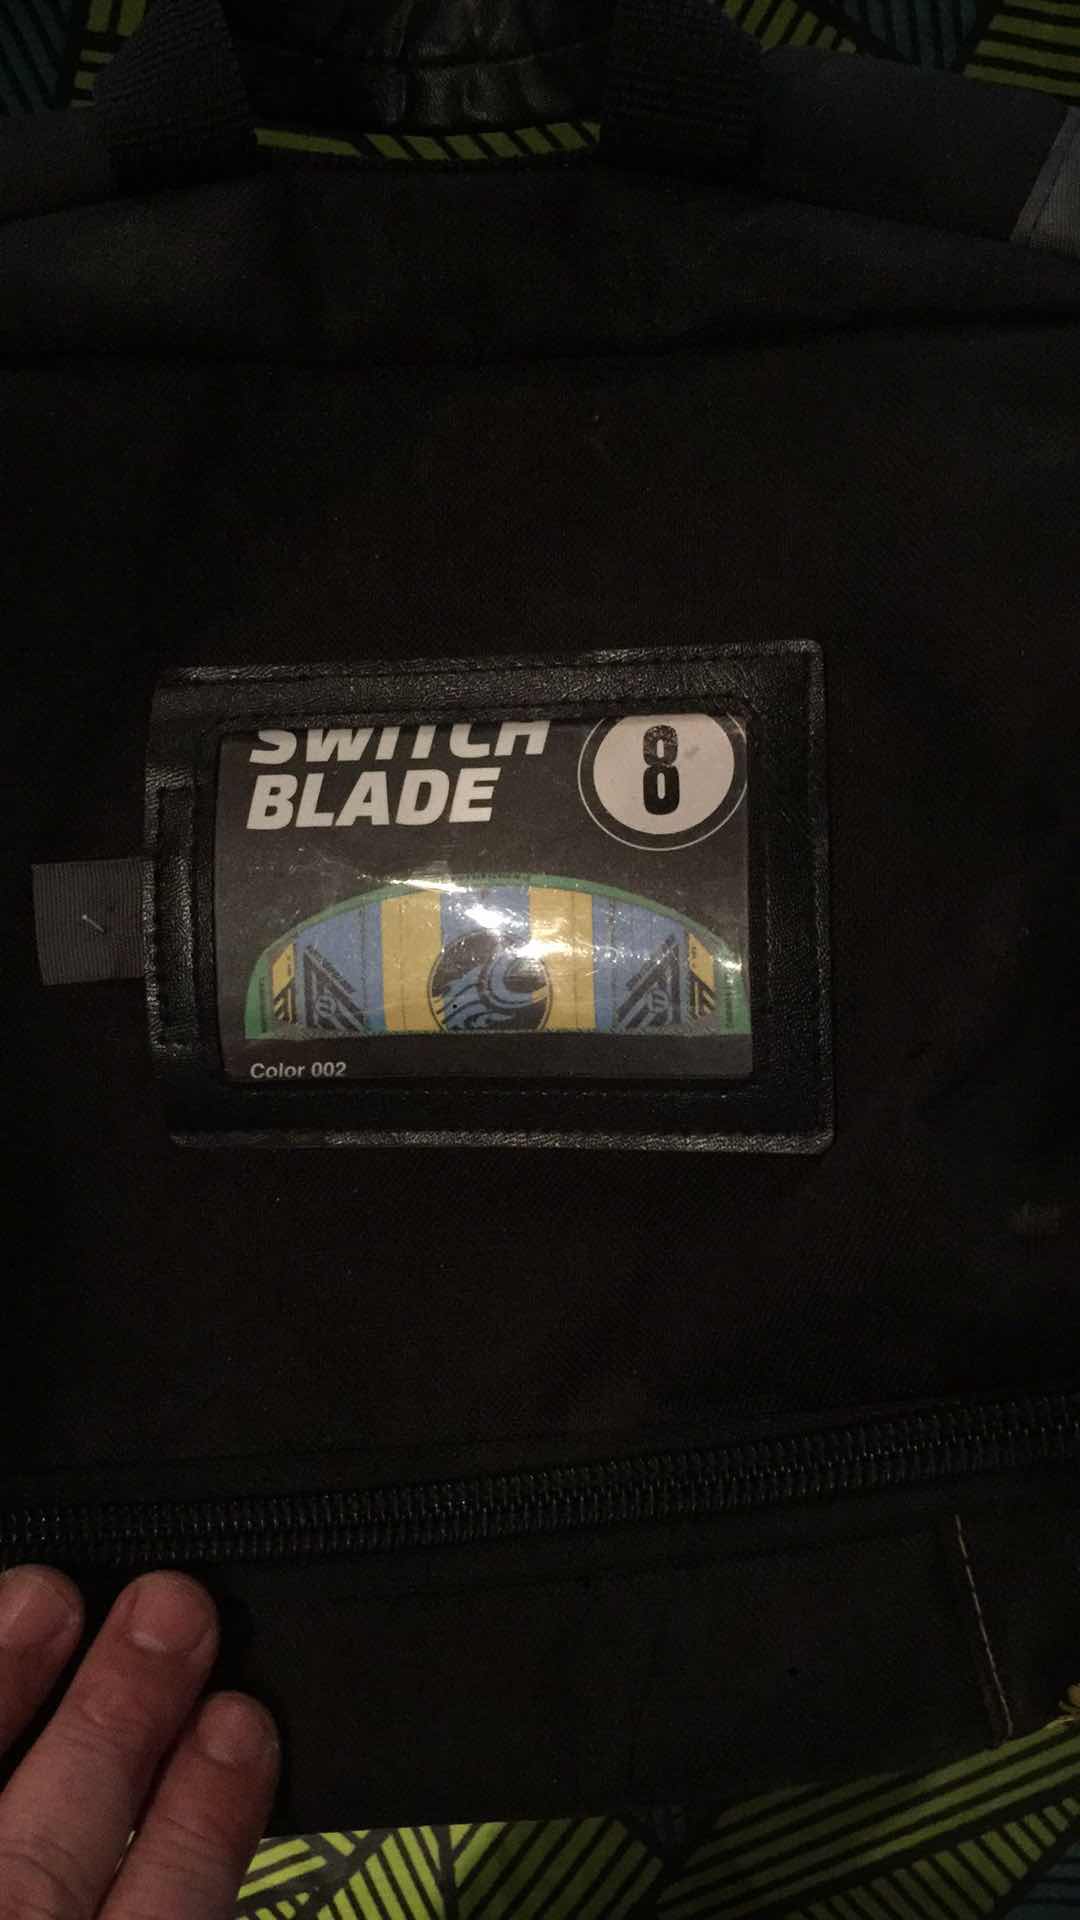 SWITCH
BLADE
8
Color 002